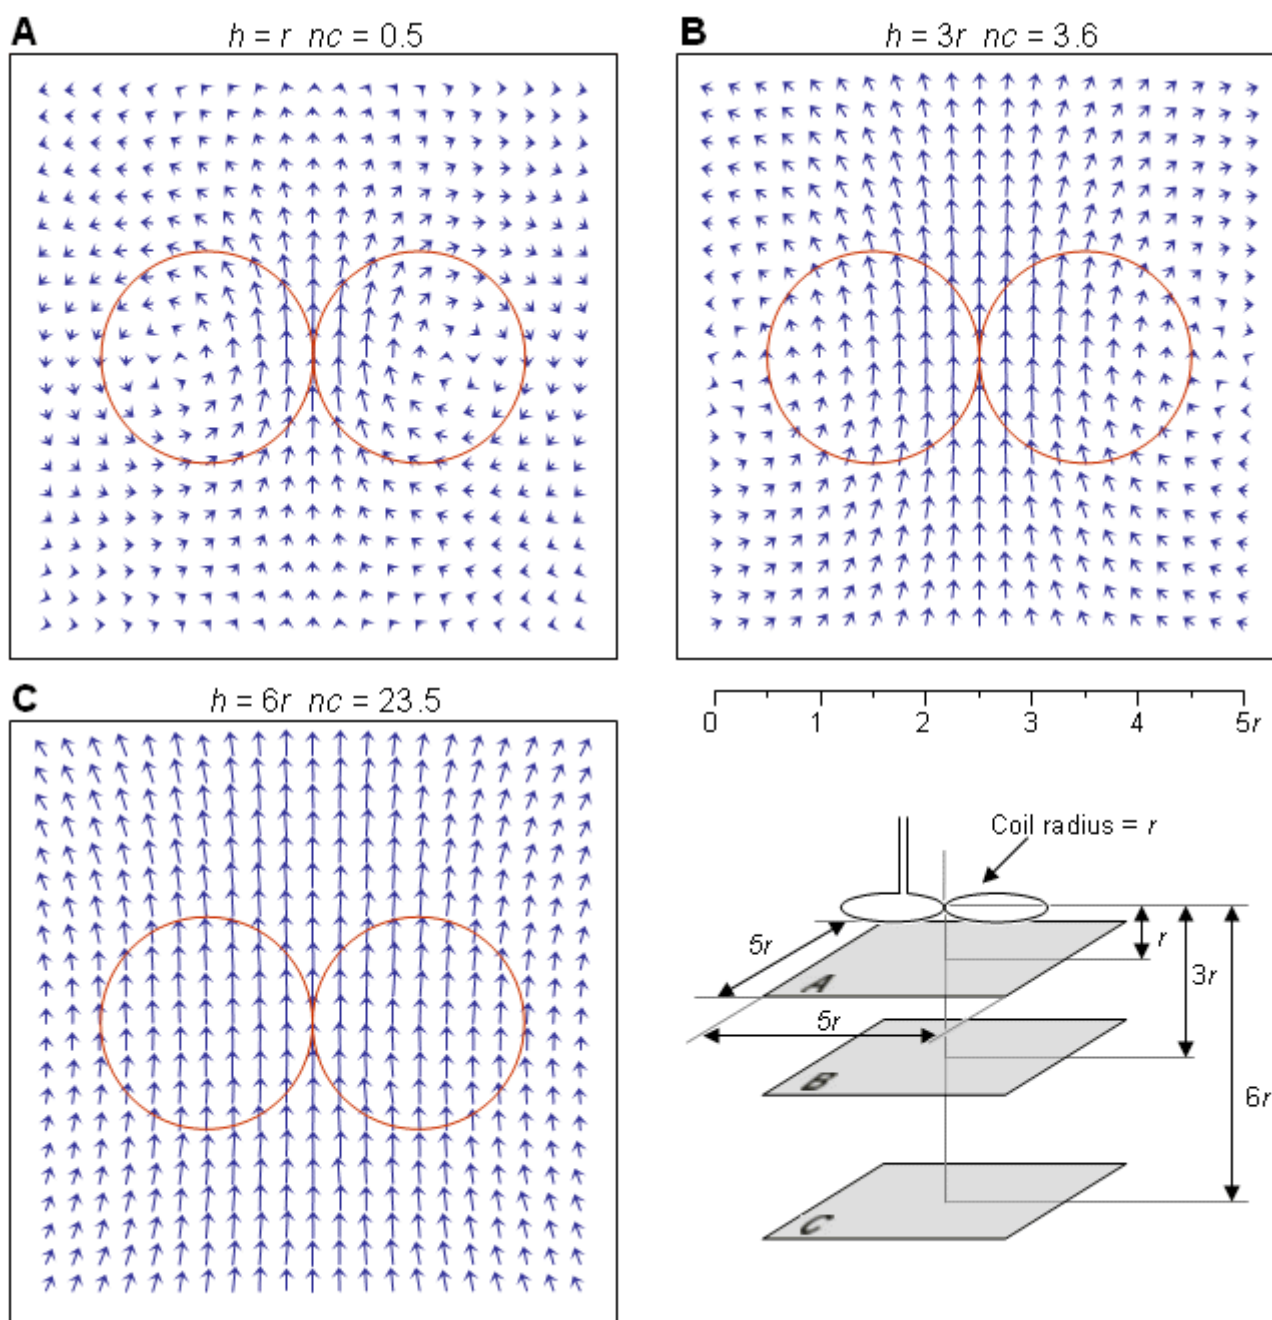 A
h = r nc = 0.5
B
h = 3r nc = 3.6
C
h = 6r nc = 23.5
0 1 2 3 4 5r
Coil radius = r
5r
A
r
3r
5r
B
6r
C